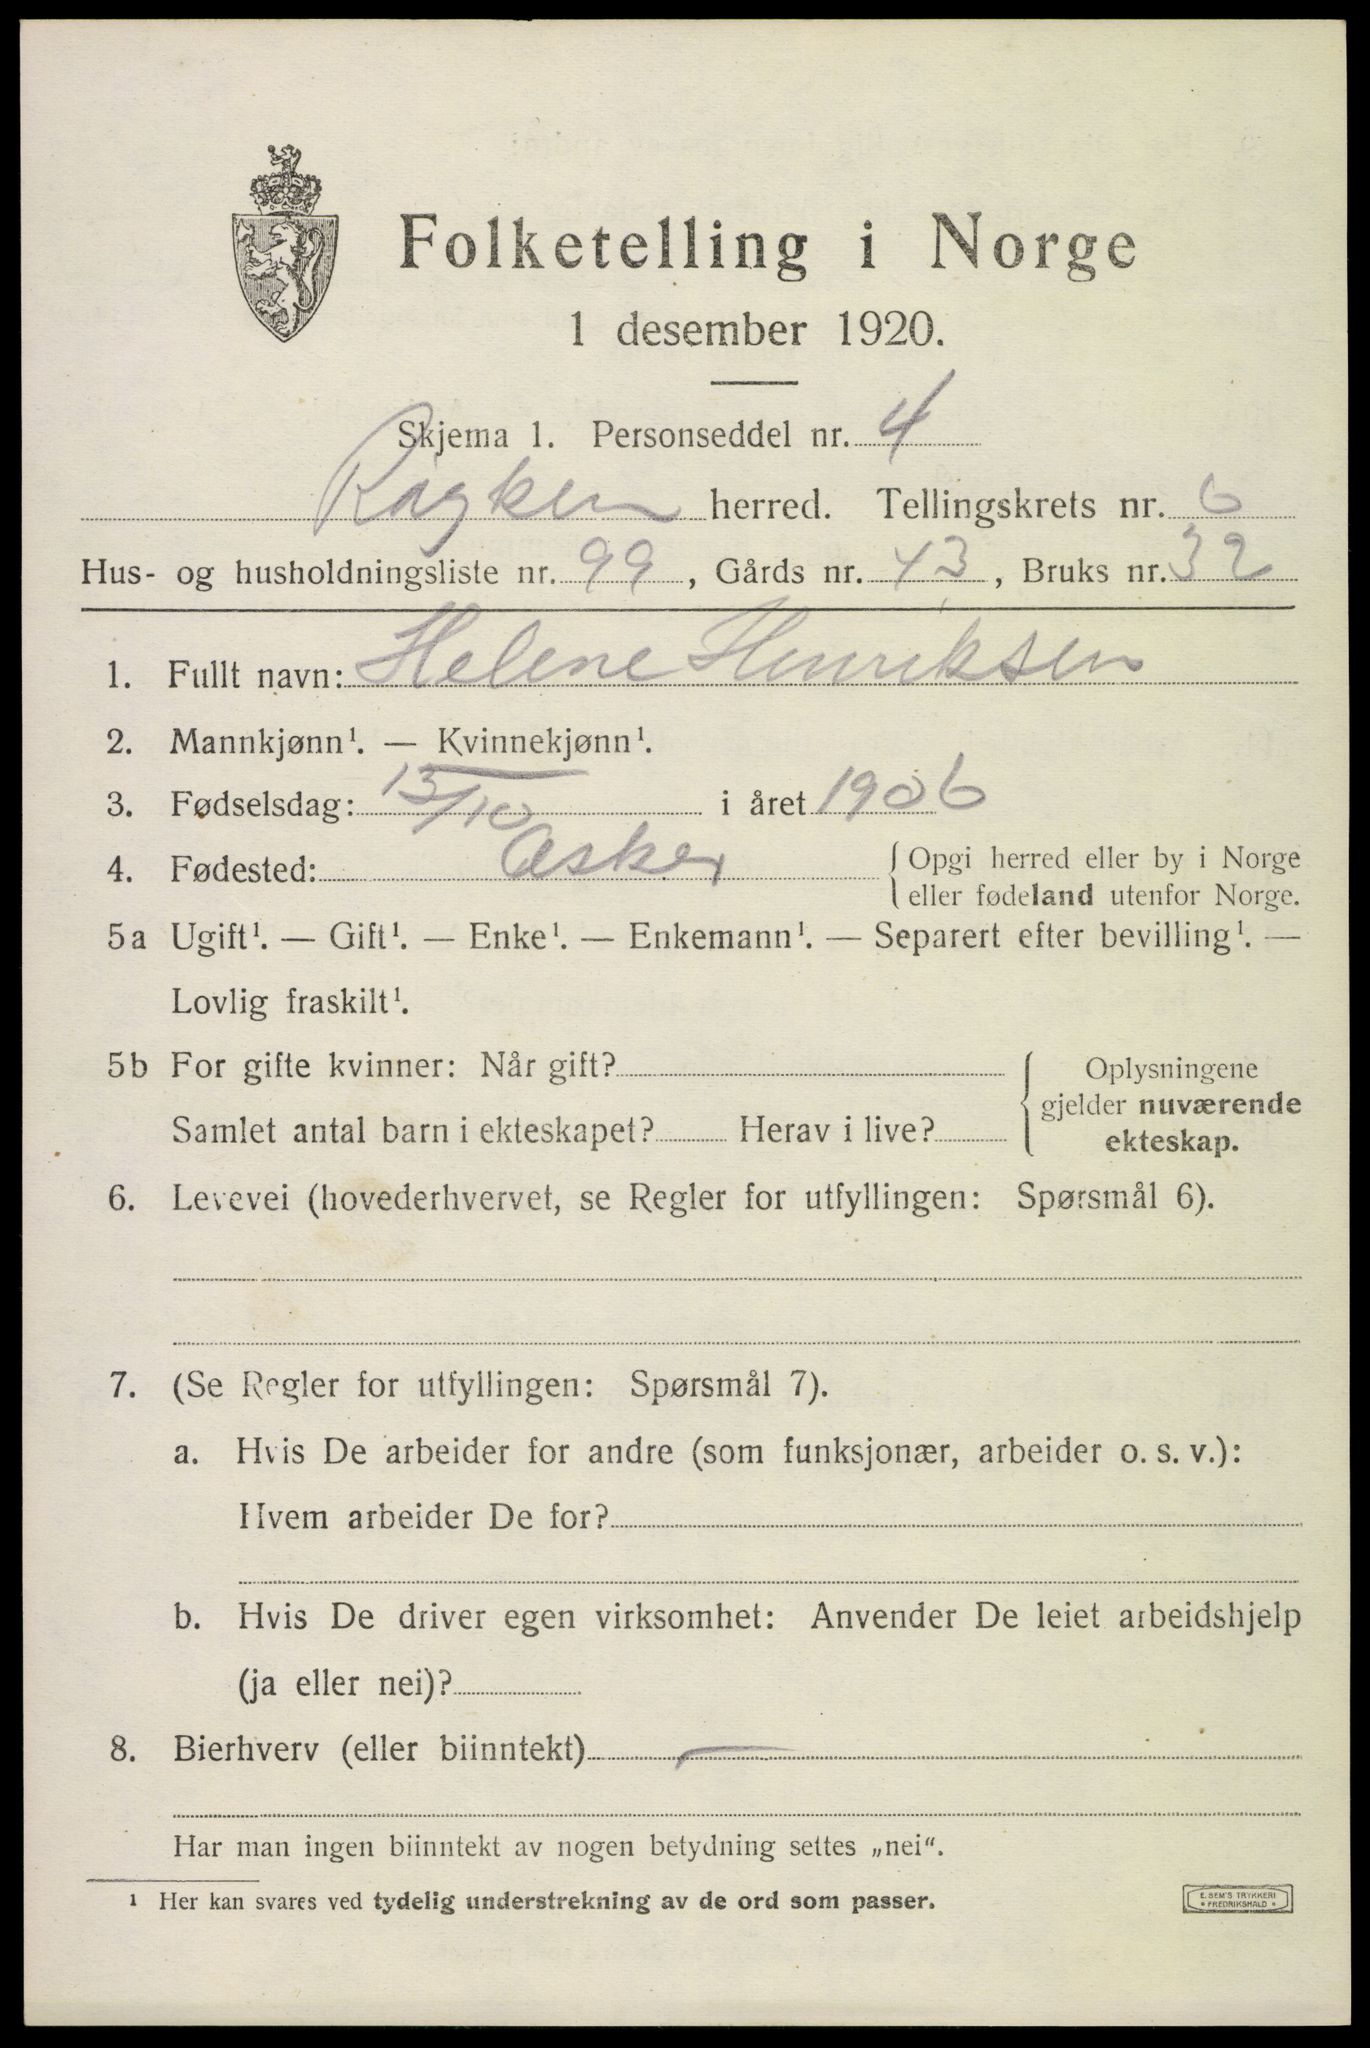 Folketelling i Norge
1 desember 1920.
Skjema 1. Personseddel nr. 4
Røyken herred. Tellingskrets nr. 6
Hus- og husholdningsliste nr. 99, Gårds nr. 43, Bruks nr. 32
1. Fullt navn: Helene Henriksen
2. Mannkjønn¹. — Kvinnekjønn¹.
3. Fødselsdag: 13/10 i året 1906
4. Fødested: Asker { Opgi herred eller by i Norge
eller fødeland utenfor Norge.
5a Ugift¹. — Gift¹. — Enke¹. — Enkemann¹. — Separert efter bevilling¹. —
Lovlig fraskilt¹.
5b For gifte kvinner: Når gift? { Oplysningene
gjelder nuværende
Samlet antal barn i ekteskapet? Herav i live? ekteskap.
6. Levevei (hovederhvervet, se Regler for utfyllingen: Spørsmål 6).
7. (Se Regler for utfyllingen: Spørsmål 7).
a. Hvis De arbeider for andre (som funksjonær, arbeider o. s. v.):
Hvem arbeider De for?
b. Hvis De driver egen virksomhet: Anvender De leiet arbeidshjelp
(ja eller nei)?
8. Bierhverv (eller biinntekt) —
Har man ingen biinntekt av nogen betydning settes „nei“.
¹ Her kan svares ved tydelig understrekning av de ord som passer.
E. SEM'S TRYKKERI
* FREDRIKSHALD *